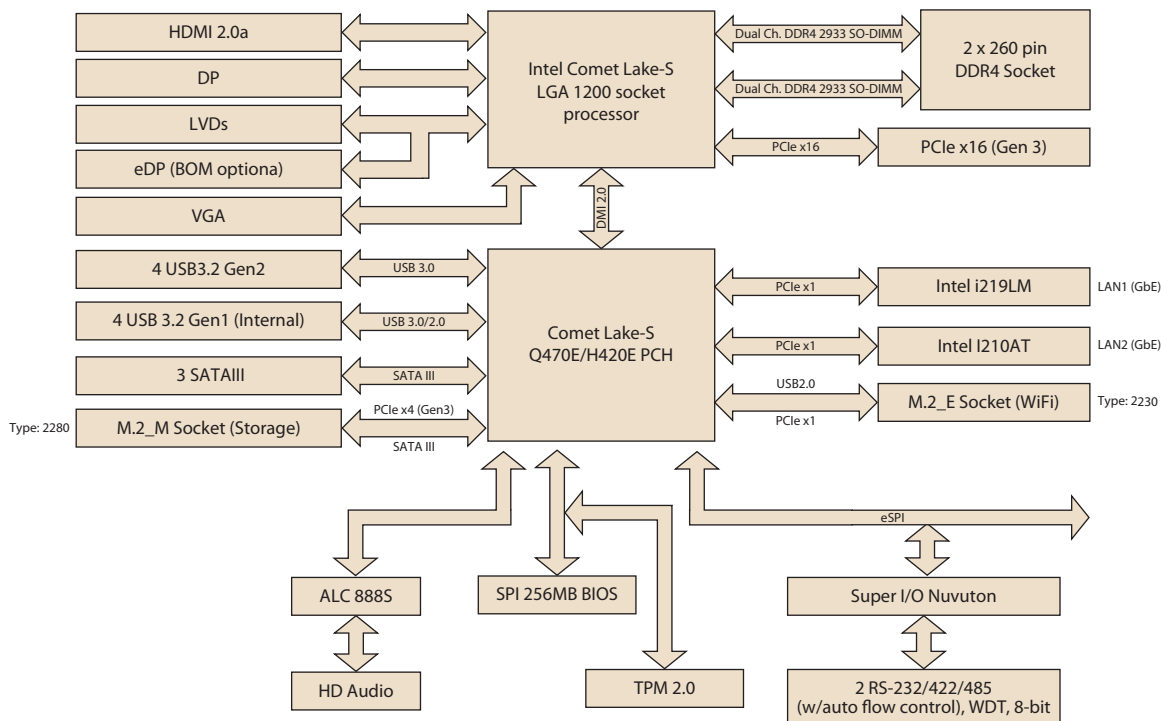 HDMI 2.0a
DP
LVDs
eDP (BOM optiona)
VGA
Intel Comet Lake-S
LGA 1200 socket
processor
Dual Ch. DDR4 2933 SO-DIMM
Dual Ch. DDR4 2933 SO-DIMM
2 x 260 pin
DDR4 Socket
PCIe x16
PCIe x16 (Gen 3)
DMI 2.0
4 USB3.2 Gen2
USB 3.0
4 USB 3.2 Gen1 (Internal)
USB 3.0/2.0
3 SATAIII
SATA III
Type: 2280
M.2_M Socket (Storage)
PCIe x4 (Gen3)
SATA III
Comet Lake-S
Q470E/H420E PCH
PCIe x1
Intel i219LM
LAN1 (GbE)
PCIe x1
Intel I210AT
LAN2 (GbE)
USB2.0
PCIe x1
M.2_E Socket (WiFi)
Type: 2230
eSPI
ALC 888S
SPI 256MB BIOS
Super I/O Nuvuton
HD Audio
TPM 2.0
2 RS-232/422/485
(w/auto flow control), WDT, 8-bit